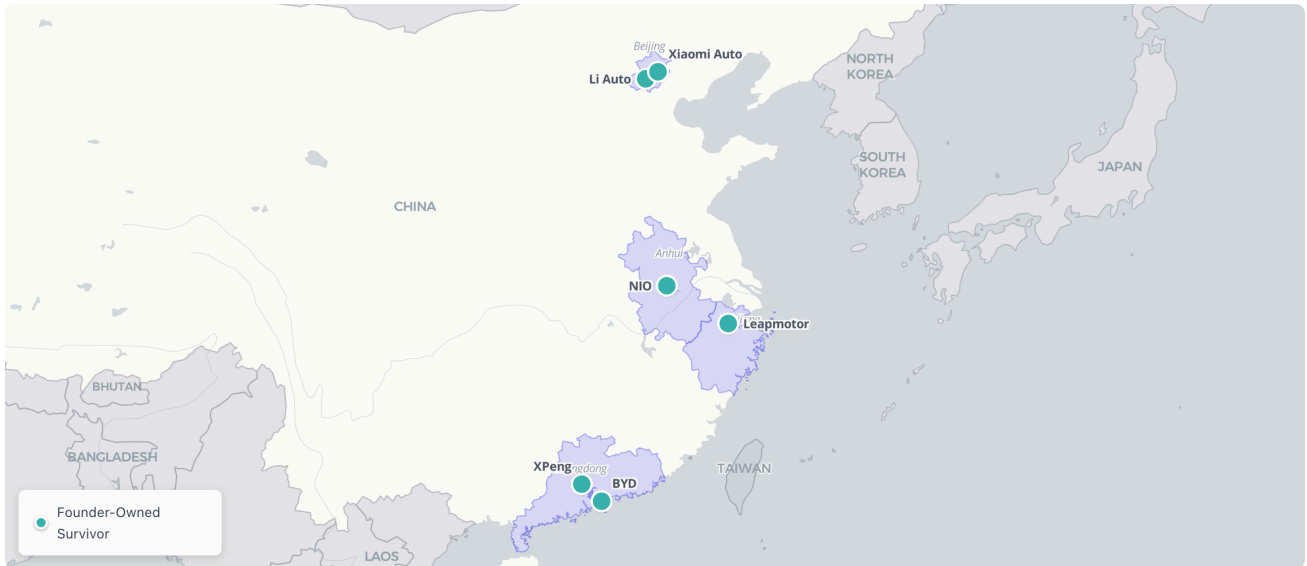 Beijing
Xiaomi Auto
Li Auto
NORTH
KOREA
SOUTH
KOREA
JAPAN
CHINA
Anhui
NIO
Leapmotor
BHUTAN
BANGLADESH
XPeng
ngdong
BYD
TAIWAN
LAOS
Founder-Owned
Survivor